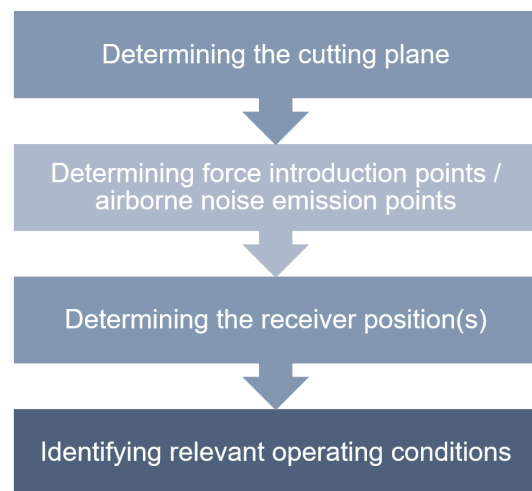 Determining the cutting plane
Determining force introduction points /
airborne noise emission points
Determining the receiver position(s)
Identifying relevant operating conditions